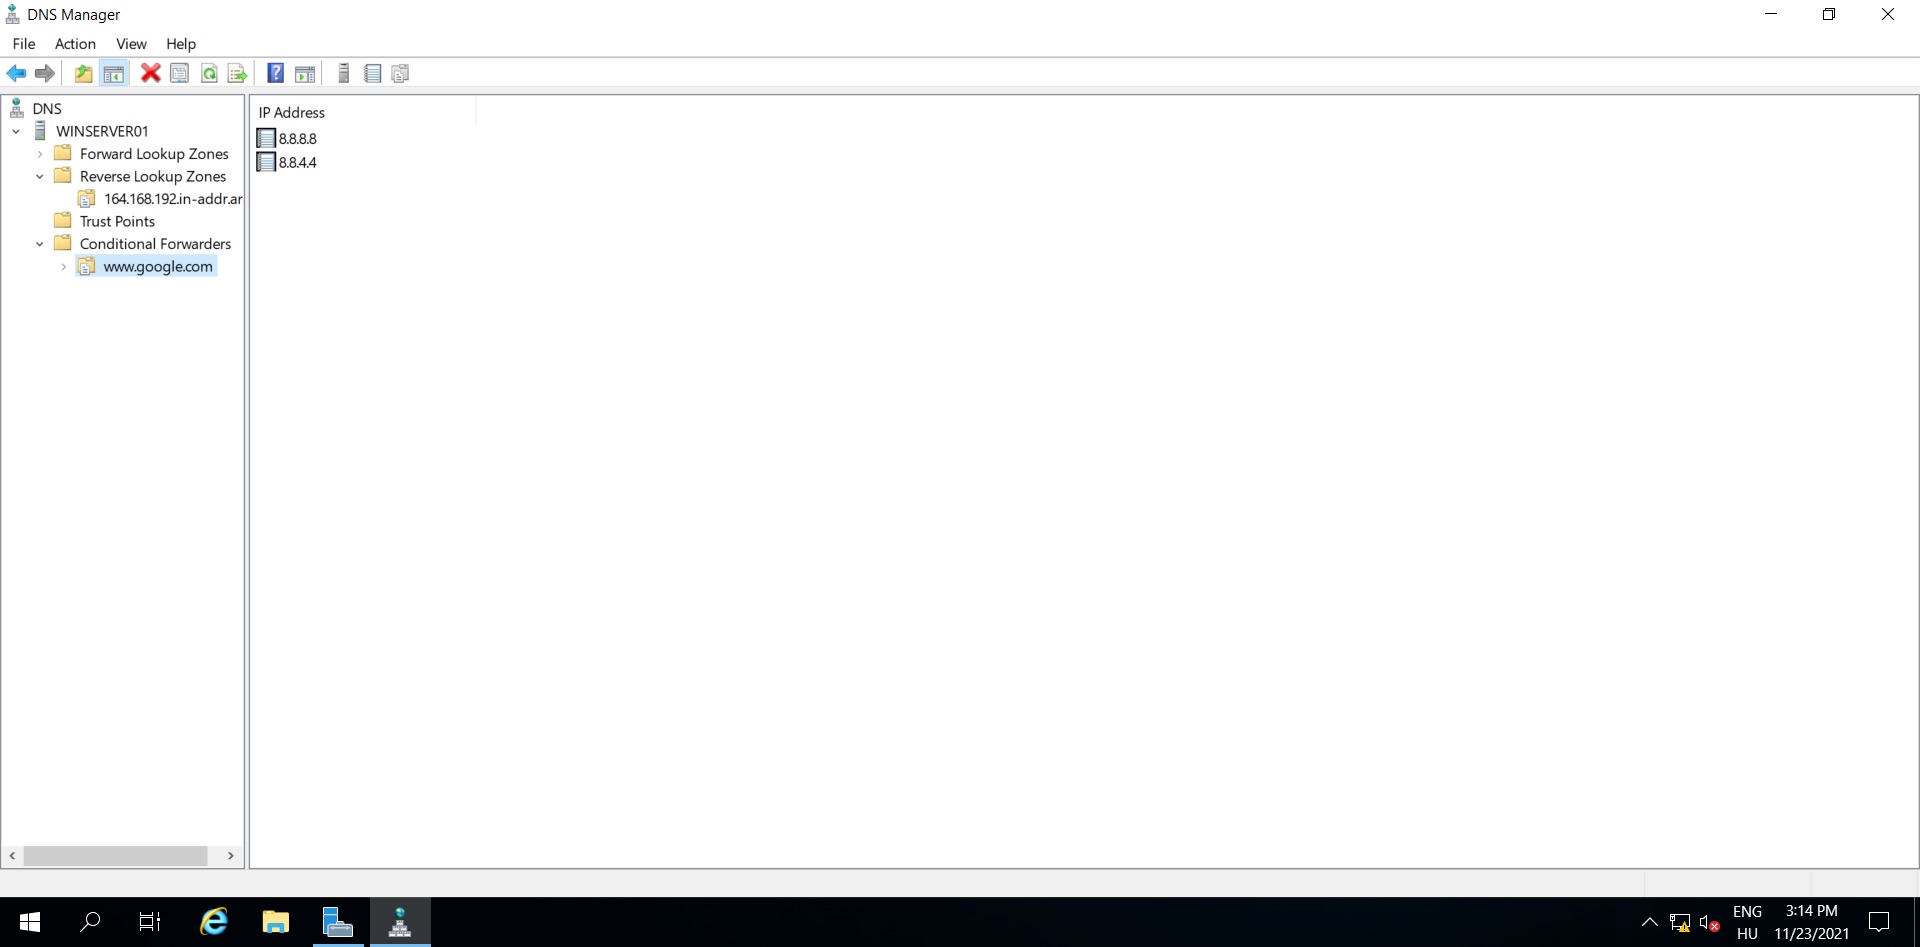 DNS Manager
File Action View Help
DNS
WINSERVER01
Forward Lookup Zones
Reverse Lookup Zones
164.168.192.in-addr.ar
Trust Points
Conditional Forwarders
www.google.com
IP Address
8.8.8.8
8.8.4.4
ENG
HU
3:14 PM
11/23/2021